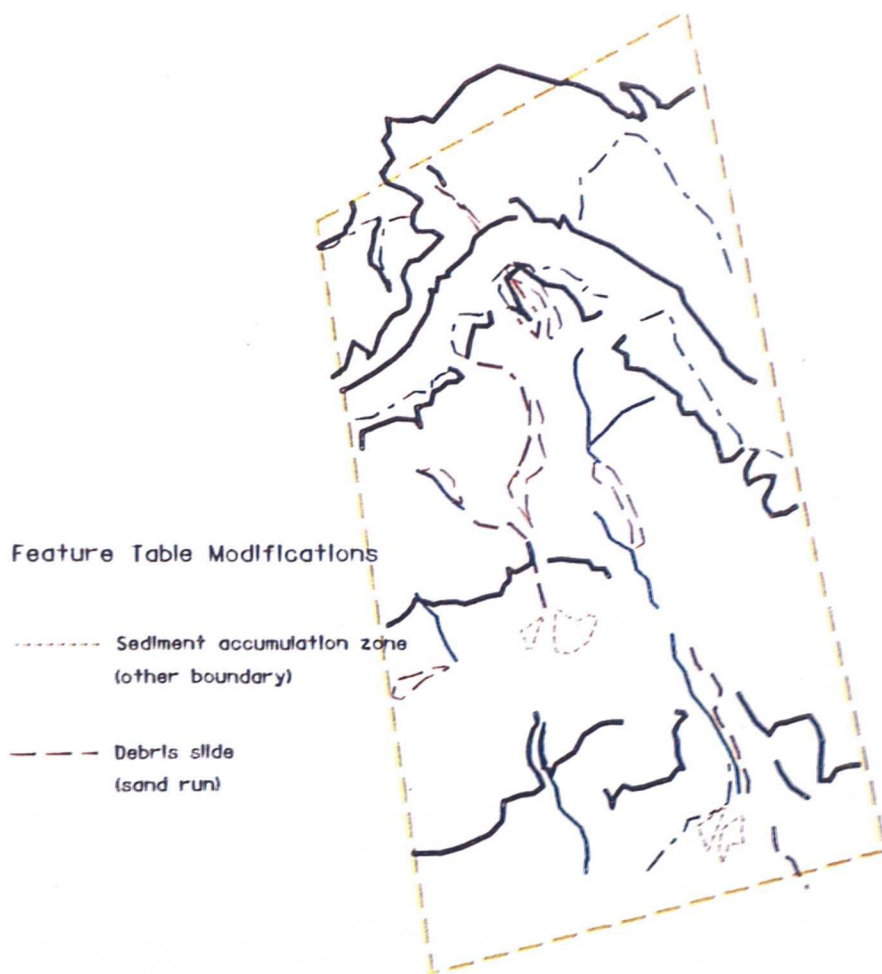 Feature Table Modifications
Sediment accumulation zone
(other boundary)
Debris slide
(sand run)